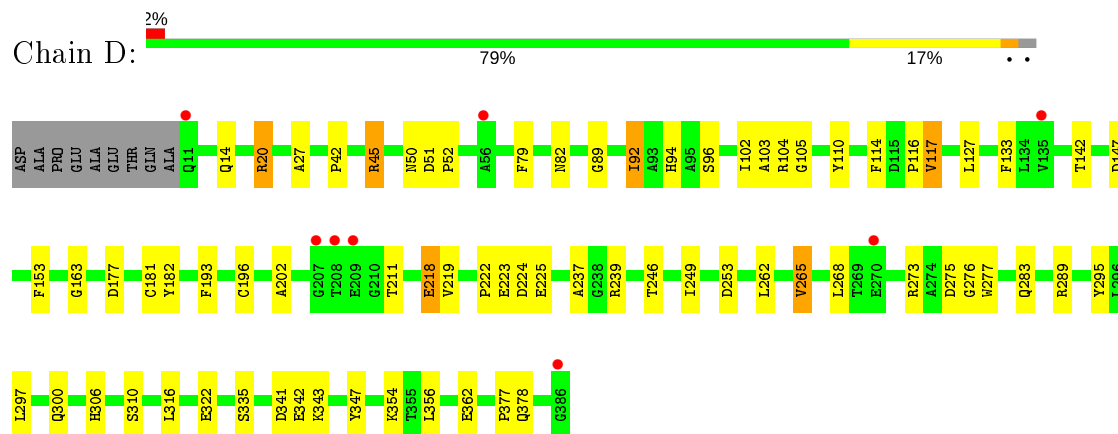 2%
Chain D:
79% 17% • •
ASP ALA PRO GLU ALA GLU THR GLN ALA Q11 Q14 R20 A27 P42 R45 N50 D51 P52 A56 F79 N82 G89 I92 A93 H94 A95 S96 I102 A103 R104 G105 Y110 F114 D115 P116 V117 L127 F133 L134 V135 T142
F153 G163 D177 C181 Y182 F193 C196 A202 G207 T208 E209 G210 T211 E218 V219 P222 E223 D224 E225 A237 G238 R239 T246 I249 D253 L262 V265 L268 T269 E270 R273 A274 D275 G276 W277 Q283 R289 Y295 L296
L297 Q300 H306 S310 L316 E322 S335 D341 E342 K343 Y347 K354 T355 L356 E362 P377 Q378 G386